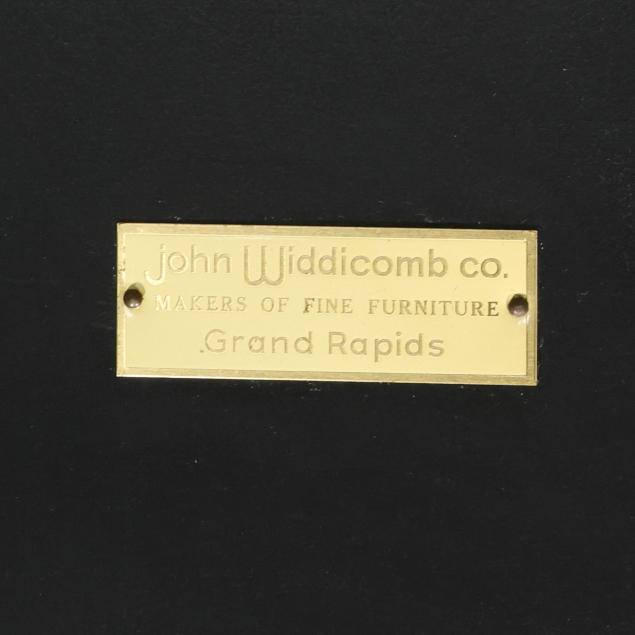 john Widdicomb co.
MAKERS OF FINE FURNITURE
Grand Rapids